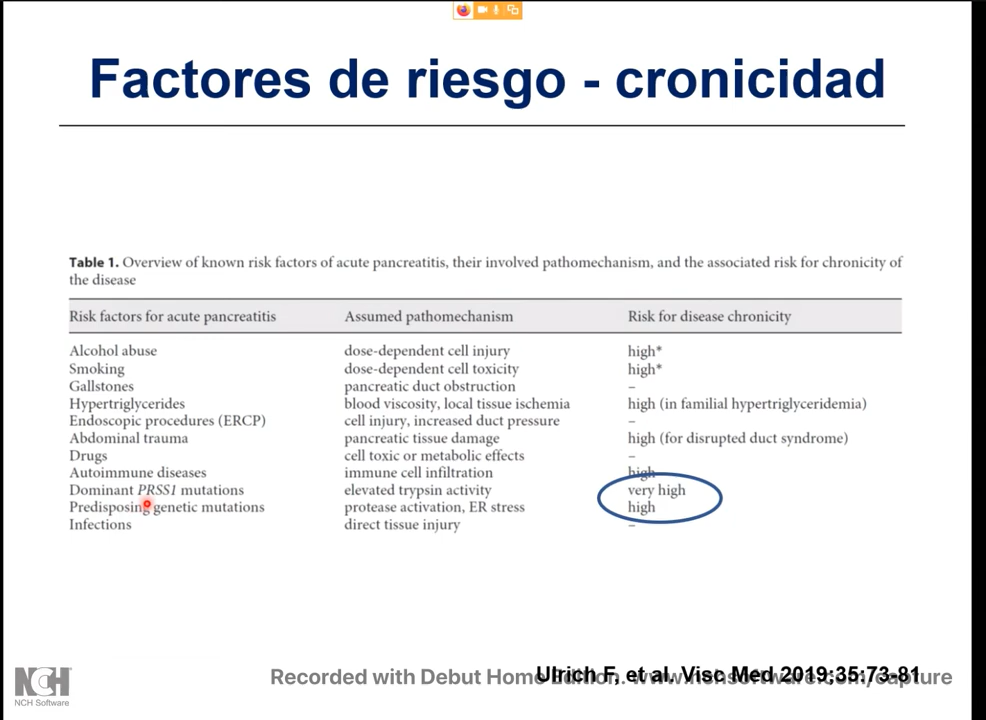 Factores de riesgo - cronicidad
Table 1. Overview of known risk factors of acute pancreatitis, their involved pathomechanism, and the associated risk for chronicity of
the disease
Risk factors for acute pancreatitis Assumed pathomechanism Risk for disease chronicity
Alcohol abuse dose-dependent cell injury high*
Smoking dose-dependent cell toxicity high*
Gallstones pancreatic duct obstruction –
Hypertriglycerides blood viscosity, local tissue ischemia high (in familial hypertriglyceridemia)
Endoscopic procedures (ERCP) cell injury, increased duct pressure –
Abdominal trauma pancreatic tissue damage high (for disrupted duct syndrome)
Drugs cell toxic or metabolic effects –
Autoimmune diseases immune cell infiltration high
Dominant PRSS1 mutations elevated trypsin activity very high
Predisposing genetic mutations protease activation, ER stress high
Infections direct tissue injury –
Ulrich F, et al. Visc Med 2019:35:73-81
Recorded with Debut Home Edition. www.nchsoftware.com/capture
NCH
NCH Software